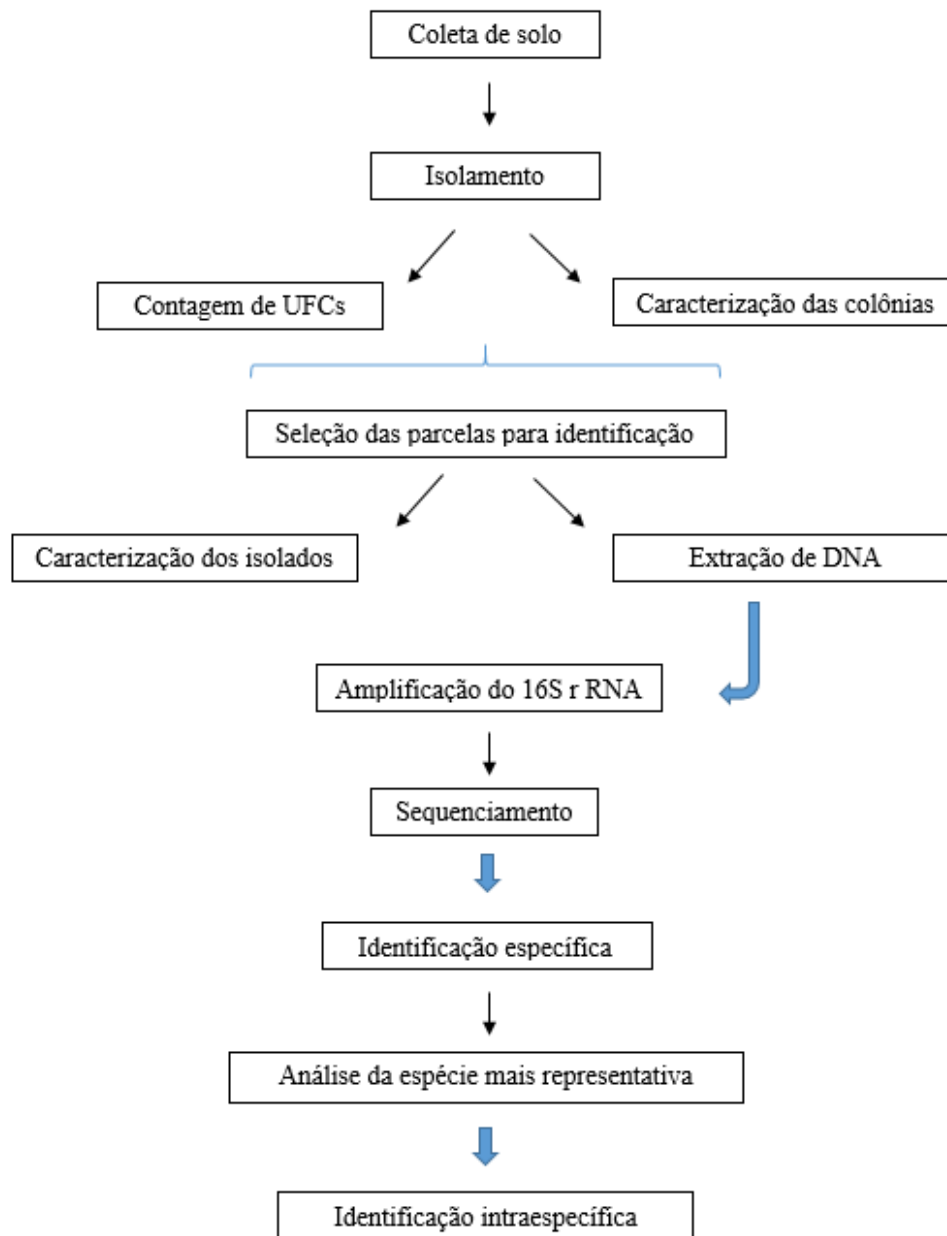 Coleta de solo
Isolamento
Contagem de UFCs
Caracterização das colônias
Seleção das parcelas para identificação
Caracterização dos isolados
Extração de DNA
Amplificação do 16S r RNA
Sequenciamento
Identificação específica
Análise da espécie mais representativa
Identificação intraespecífica